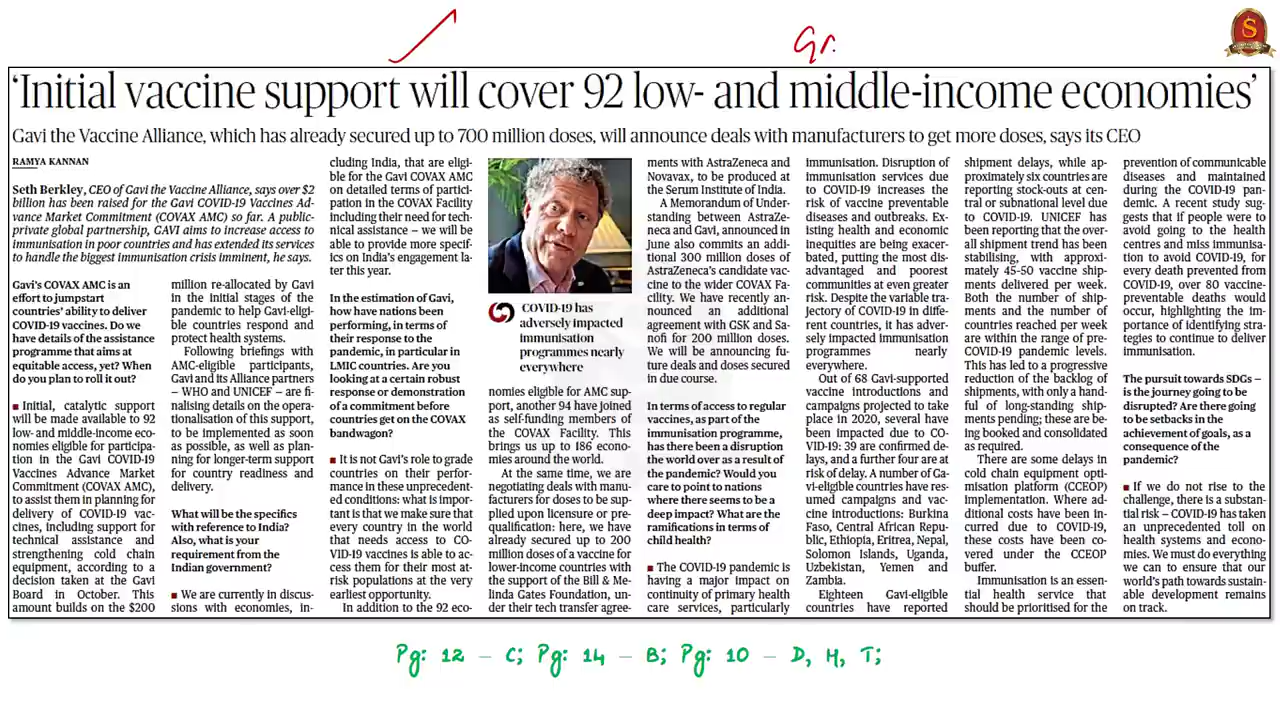 Gr.
S
'Initial vaccine support will cover 92 low- and middle-income economies'
Gavi the Vaccine Alliance, which has already secured up to 700 million doses, will announce deals with manufacturers to get more doses, says its CEO
RAMYA KANNAN
Seth Berkley, CEO of Gavi the Vaccine Alliance, says over $2
billion has been raised for the Gavi COVID-19 Vaccines Ad-
vance Market Commitment (COVAX AMC) so far. A public-
private global partnership, GAVI aims to increase access to
immunisation in poor countries and has extended its services
to handle the biggest immunisation crisis imminent, he says.
Gavi's COVAX AMC is an
effort to jumpstart
countries' ability to deliver
COVID-19 vaccines. Do we
have details of the assistance
programme that aims at
equitable access, yet? When
do you plan to roll it out?
■ Initial, catalytic support
will be made available to 92
low- and middle-income eco-
nomies eligible for participa-
tion in the Gavi COVID-19
Vaccines Advance Market
Commitment (COVAX AMC),
to assist them in planning for
delivery of COVID-19 vac-
cines, including support for
technical assistance and
strengthening cold chain
equipment, according to a
decision taken at the Gavi
Board in October. This
amount builds on the $200
million re-allocated by Gavi
in the initial stages of the
pandemic to help Gavi-eligi-
ble countries respond and
protect health systems.
Following briefings with
AMC-eligible participants,
Gavi and its Alliance partners
– WHO and UNICEF – are fi-
nalising details on the opera-
tionalisation of this support,
to be implemented as soon
as possible, as well as plan-
ning for longer-term support
for country readiness and
delivery.
What will be the specifics
with reference to India?
Also, what is your
requirement from the
Indian government?
■ We are currently in discus-
sions with economies, in-
cluding India, that are eligi-
ble for the Gavi COVAX AMC
on detailed terms of partici-
pation in the COVAX Facility
including their need for tech-
nical assistance – we will be
able to provide more specif-
ics on India's engagement la-
ter this year.
In the estimation of Gavi,
how have nations been
performing, in terms of
their response to the
pandemic, in particular in
LMIC countries. Are you
looking at a certain robust
response or demonstration
of a commitment before
countries get on the COVAX
bandwagon?
■ It is not Gavi's role to grade
countries on their perfor-
mance in these unprecedent-
ed conditions: what is impor-
tant is that we make sure that
every country in the world
that needs access to CO-
VID-19 vaccines is able to ac-
cess them for their most at-
risk populations at the very
earliest opportunity.
In addition to the 92 eco-
COVID-19 has
adversely impacted
immunisation
programmes nearly
everywhere
nomies eligible for AMC sup-
port, another 94 have joined
as self-funding members of
the COVAX Facility. This
brings us up to 186 econo-
mies around the world.
At the same time, we are
negotiating deals with manu-
facturers for doses to be sup-
plied upon licensure or pre-
qualification: here, we have
already secured up to 200
million doses of a vaccine for
lower-income countries with
the support of the Bill & Me-
linda Gates Foundation, un-
der their tech transfer agree-
ments with AstraZeneca and
Novavax, to be produced at
the Serum Institute of India.
A Memorandum of Under-
standing between AstraZe-
neca and Gavi, announced in
June also commits an addi-
tional 300 million doses of
AstraZeneca's candidate vac-
cine to the wider COVAX Fa-
cility. We have recently an-
nounced an additional
agreement with GSK and Sa-
nofi for 200 million doses.
We will be announcing fu-
ture deals and doses secured
in due course.
In terms of access to regular
vaccines, as part of the
immunisation programme,
has there been a disruption
the world over as a result of
the pandemic? Would you
care to point to nations
where there seems to be a
deep impact? What are the
ramifications in terms of
child health?
■ The COVID-19 pandemic is
having a major impact on
continuity of primary health
care services, particularly
immunisation. Disruption of
immunisation services due
to COVID-19 increases the
risk of vaccine preventable
diseases and outbreaks. Ex-
isting health and economic
inequities are being exacer-
bated, putting the most dis-
advantaged and poorest
communities at even greater
risk. Despite the variable tra-
jectory of COVID-19 in differ-
ent countries, it has adver-
sely impacted immunisation
programmes nearly
everywhere.
Out of 68 Gavi-supported
vaccine introductions and
campaigns projected to take
place in 2020, several have
been impacted due to CO-
VID-19: 39 are confirmed de-
lays, and a further four are at
risk of delay. A number of Ga-
vi-eligible countries have re-
sumed campaigns and vac-
cine introductions: Burkina
Faso, Central African Repu-
blic, Ethiopia, Eritrea, Nepal,
Solomon Islands, Uganda,
Uzbekistan, Yemen and
Zambia.
Eighteen Gavi-eligible
countries have reported
shipment delays, while ap-
proximately six countries are
reporting stock-outs at cen-
tral or subnational level due
to COVID-19. UNICEF has
been reporting that the over-
all shipment trend has been
stabilising, with approxi-
mately 45-50 vaccine ship-
ments delivered per week.
Both the number of ship-
ments and the number of
countries reached per week
are within the range of pre-
COVID-19 pandemic levels.
This has led to a progressive
reduction of the backlog of
shipments, with only a hand-
ful of long-standing ship-
ments pending; these are be-
ing booked and consolidated
as required.
There are some delays in
cold chain equipment opti-
misation platform (CCEOP)
implementation. Where ad-
ditional costs have been in-
curred due to COVID-19,
these costs have been co-
vered under the CCEOP
buffer.
Immunisation is an essen-
tial health service that
should be prioritised for the
prevention of communicable
diseases and maintained
during the COVID-19 pan-
demic. A recent study sug-
gests that if people were to
avoid going to the health
centres and miss immunisa-
tion to avoid COVID-19, for
every death prevented from
COVID-19, over 80 vaccine-
preventable deaths would
occur, highlighting the im-
portance of identifying stra-
tegies to continue to deliver
immunisation.
The pursuit towards SDGs –
is the journey going to be
disrupted? Are there going
to be setbacks in the
achievement of goals, as a
consequence of the
pandemic?
■ If we do not rise to the
challenge, there is a substan-
tial risk – COVID-19 has taken
an unprecedented toll on
health systems and econo-
mies. We must do everything
we can to ensure that our
world's path towards sustain-
able development remains
on track.
Pg: 12 – C; Pg: 14 – B; Pg: 10 – D, H, T;